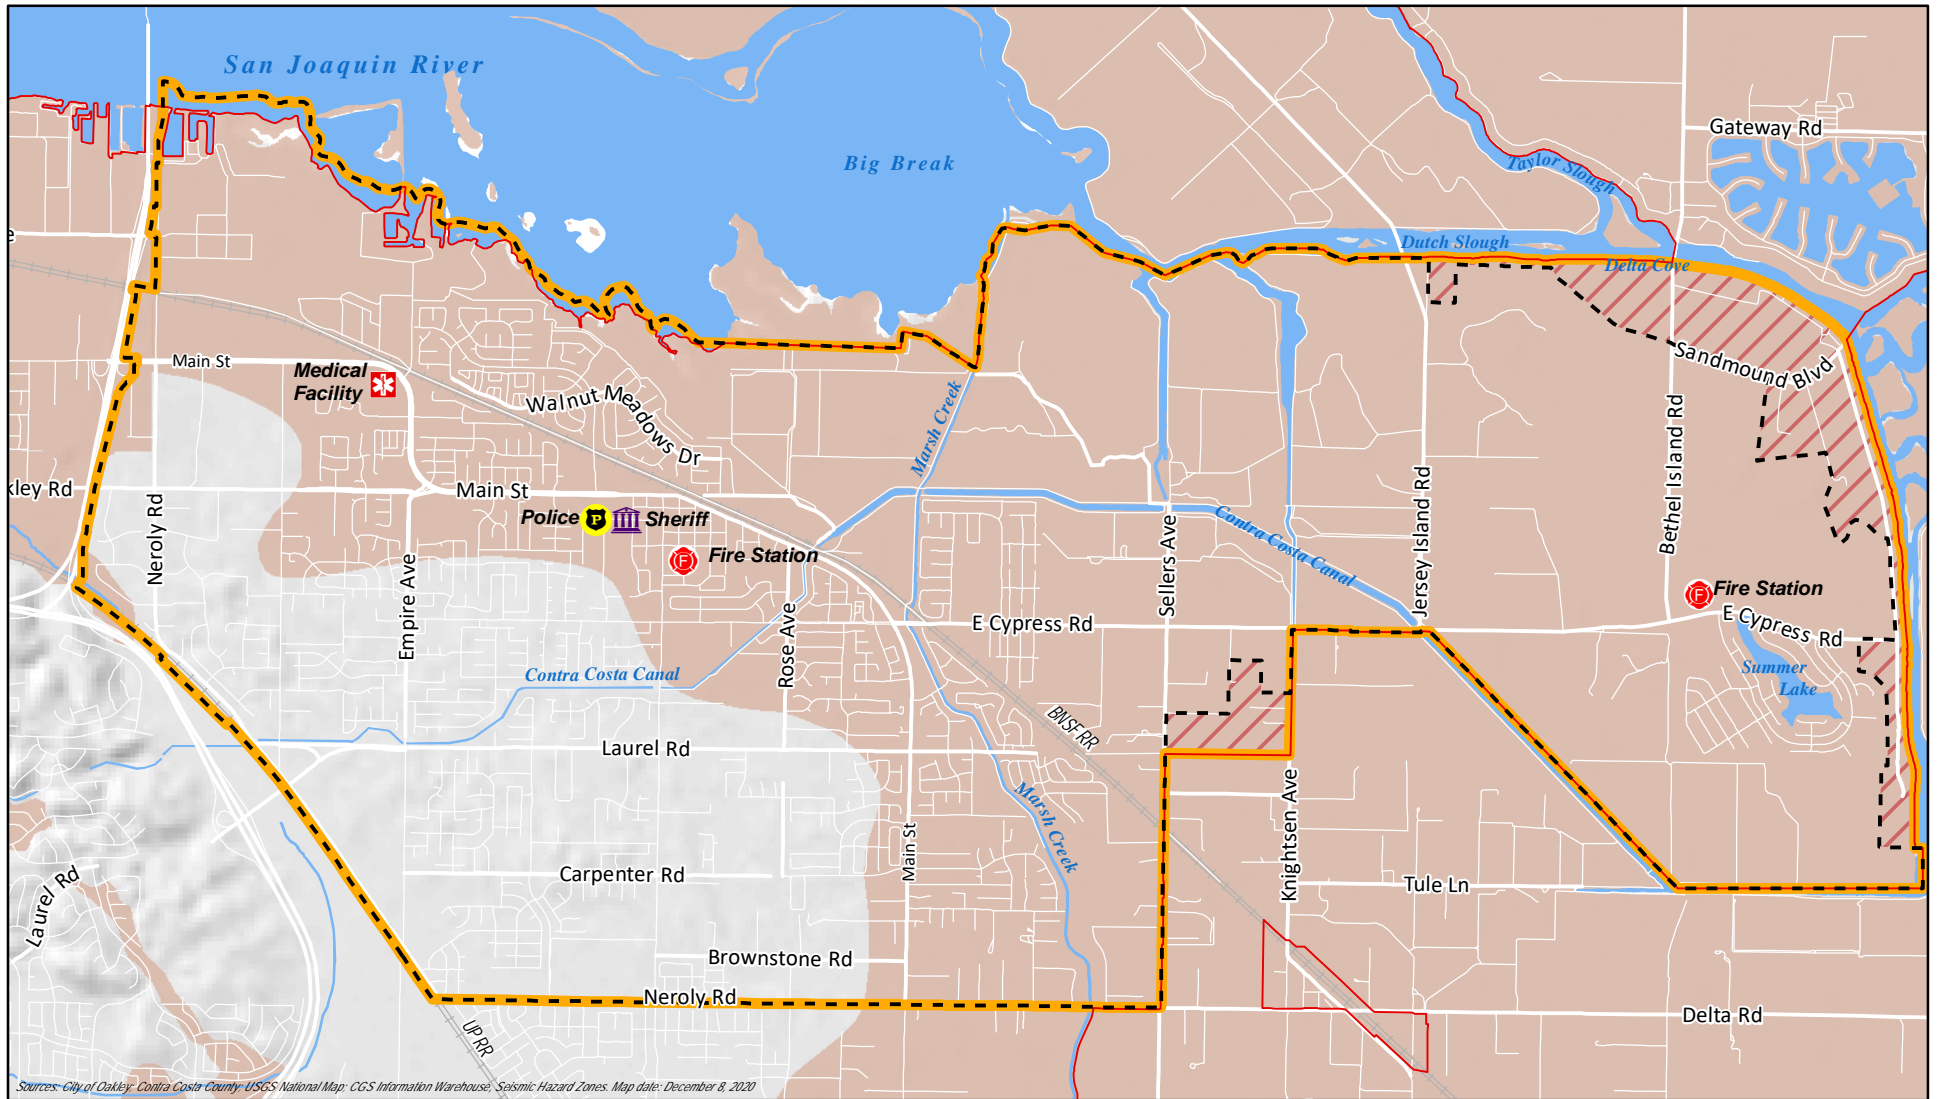 San Joaquin River
Gateway Rd
Big Break
Taylor Slough
Dutch Slough
Delta Cove
Main St
Medical
Facility
Sandmound Blvd
Walnut Meadows Dr
Marsh Creek
Bethel Island Rd
kley Rd
Main St
Neroly Rd
Police
P
Sheriff
Jersey Island Rd
Contra Costa Canal
Sellers Ave
F
Fire Station
Empire Ave
F
Fire Station
Rose Ave
E Cypress Rd
E Cypress Rd
Contra Costa Canal
Summer
Lake
BNSF RR
Laurel Rd
Marsh Creek
Knightsen Ave
Main St
Carpenter Rd
Tule Ln
Laurel Rd
Brownstone Rd
Neroly Rd
Delta Rd
UPRR
Sources: City of Oakley; Contra Costa County; USGS National Map; CGS Information Warehouse, Seismic Hazard Zones. Map date: December 8, 2020